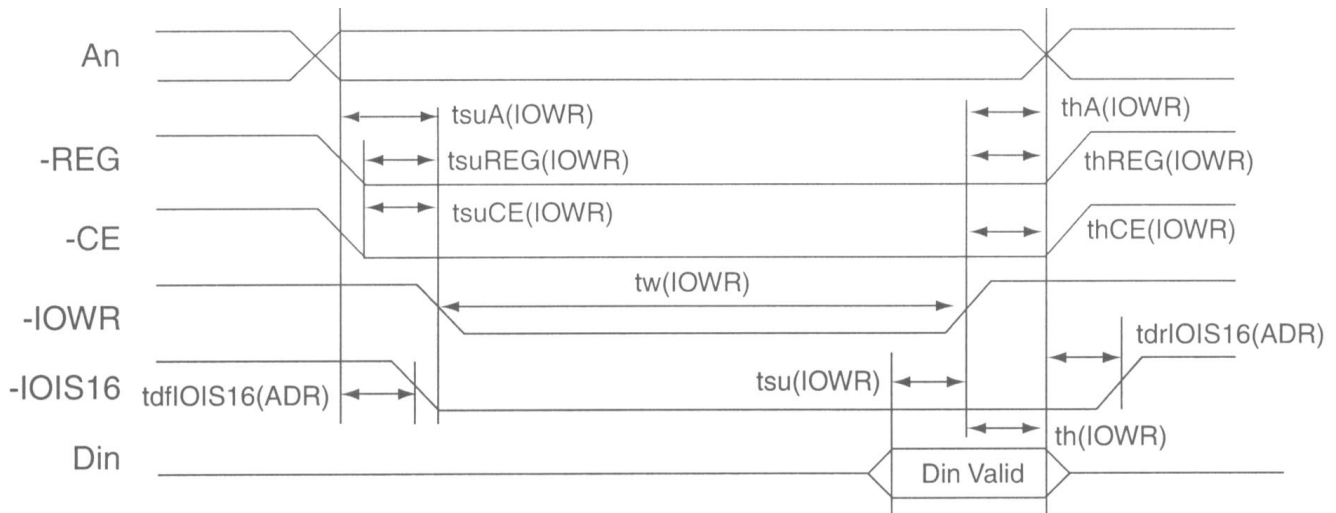 An
tsuA(IOWR)
thA(IOWR)
-REG
tsuREG(IOWR)
thREG(IOWR)
tsuCE(IOWR)
-CE
thCE(IOWR)
tw(IOWR)
-IOWR
tdrIOIS16(ADR)
-IOIS16
tdfIOIS16(ADR)
tsu(IOWR)
th(IOWR)
Din
Din Valid